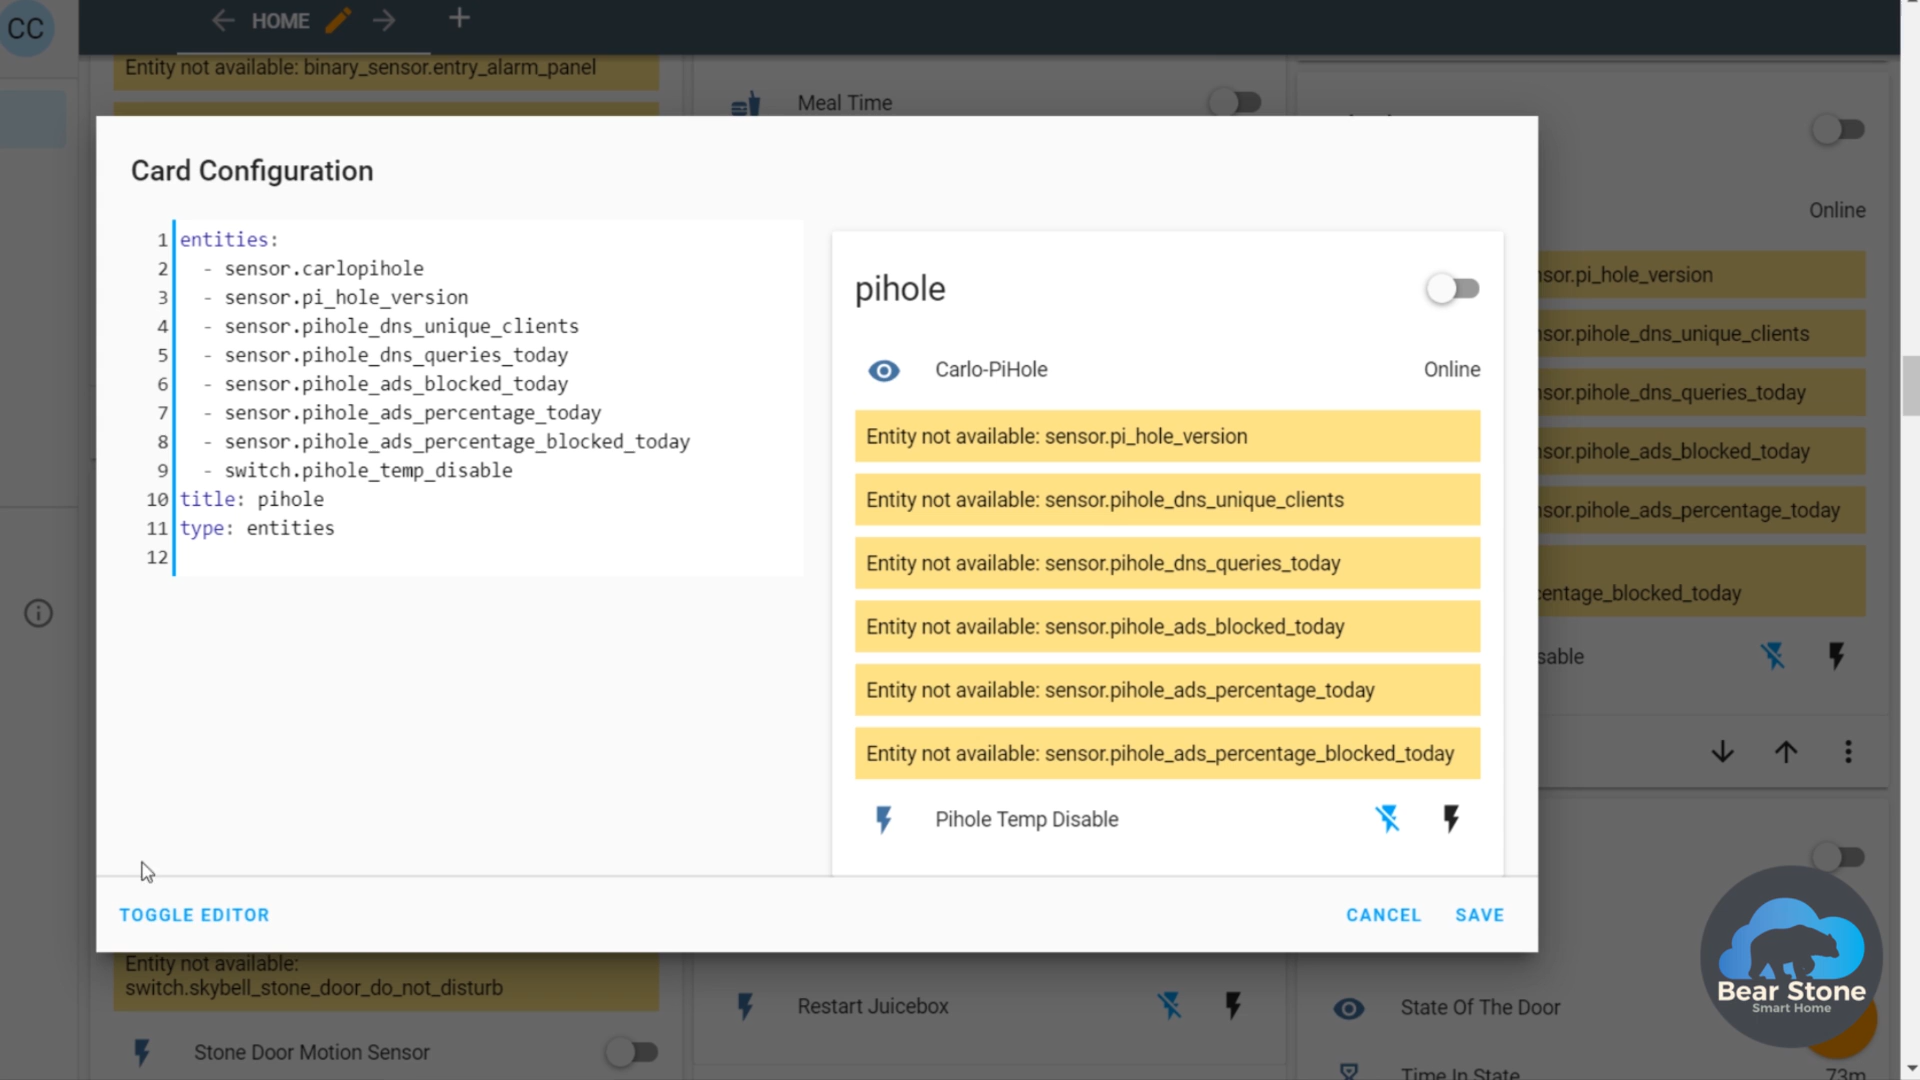 CC
HOME
Entity not available: binary_sensor.entry_alarm_panel
Meal Time
Card Configuration
1 entities:
2 - sensor.carlopihole
3 - sensor.pi_hole_version
4 - sensor.pihole_dns_unique_clients
5 - sensor.pihole_dns_queries_today
6 - sensor.pihole_ads_blocked_today
7 - sensor.pihole_ads_percentage_today
8 - sensor.pihole_ads_percentage_blocked_today
9 - switch.pihole_temp_disable
10 title: pihole
11 type: entities
12
pihole
Carlo-PiHole Online
Entity not available: sensor.pi_hole_version
Entity not available: sensor.pihole_dns_unique_clients
Entity not available: sensor.pihole_dns_queries_today
Entity not available: sensor.pihole_ads_blocked_today
Entity not available: sensor.pihole_ads_percentage_today
Entity not available: sensor.pihole_ads_percentage_blocked_today
Pihole Temp Disable
TOGGLE EDITOR
CANCEL SAVE
Online
nsor.pi_hole_version
nsor.pihole_dns_unique_clients
nsor.pihole_dns_queries_today
nsor.pihole_ads_blocked_today
nsor.pihole_ads_percentage_today
centage_blocked_today
sable
Entity not available:
switch.skybell_stone_door_do_not_disturb
Stone Door Motion Sensor
Restart Juicebox
State Of The Door
Time In State 73m
Bear Stone
Smart Home